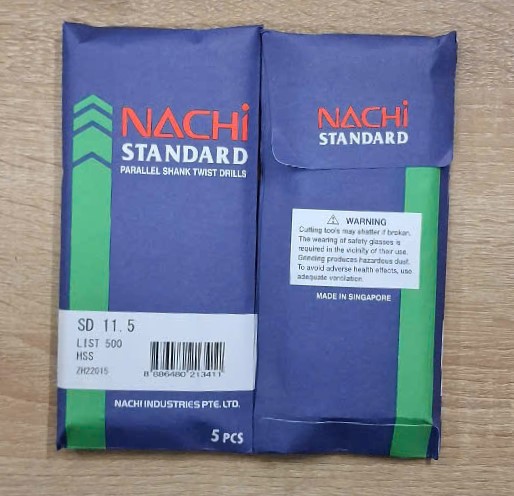 NACHi
STANDARD
PARALLEL SHANK TWIST DRILLS
SD 11.5
LIST 500
HSS
ZH22015
8 886480 213411
NACHI INDUSTRIES PTE. LTD.
5 PCS
NACHi
STANDARD
WARNING
Cutting tools may shatter if broken.
The wearing of safety glasses is
required in the vicinity of their use.
Grinding produces hazardous dust.
To avoid adverse health effects, use
adequate ventilation
MADE IN SINGAPORE